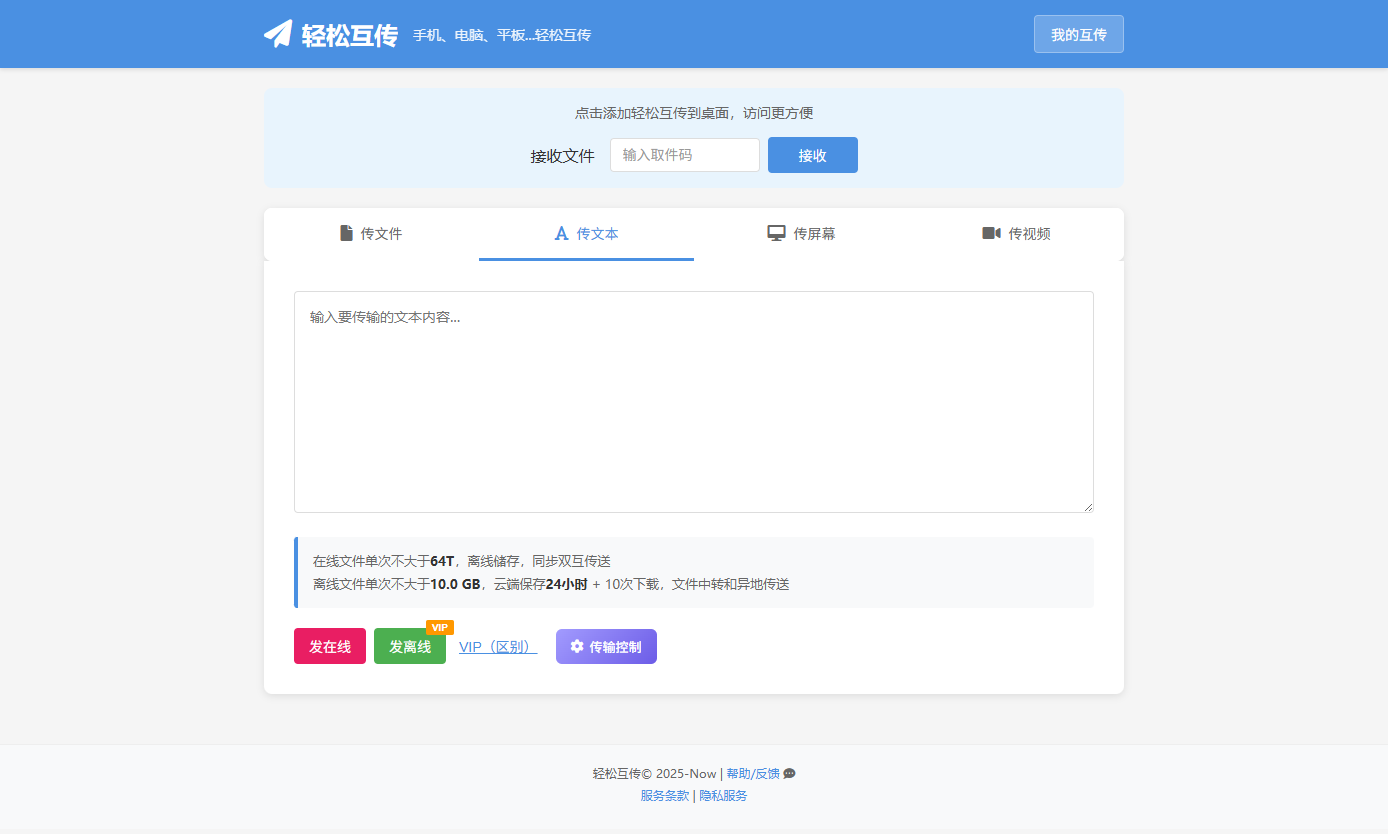 轻松互传 手机、电脑、平板...轻松互传 我的互传
点击添加轻松互传到桌面，访问更方便
接收文件 输入取件码 接收
传文件 传文本 传屏幕 传视频
输入要传输的文本内容...
在线文件单次不大于64T，离线储存，同步双互传送
离线文件单次不大于10.0 GB，云端保存24小时 + 10次下载，文件中转和异地传送
VIP
发在线 发离线 VIP（区别） 传输控制
轻松互传© 2025-Now | 帮助/反馈
服务条款 | 隐私服务